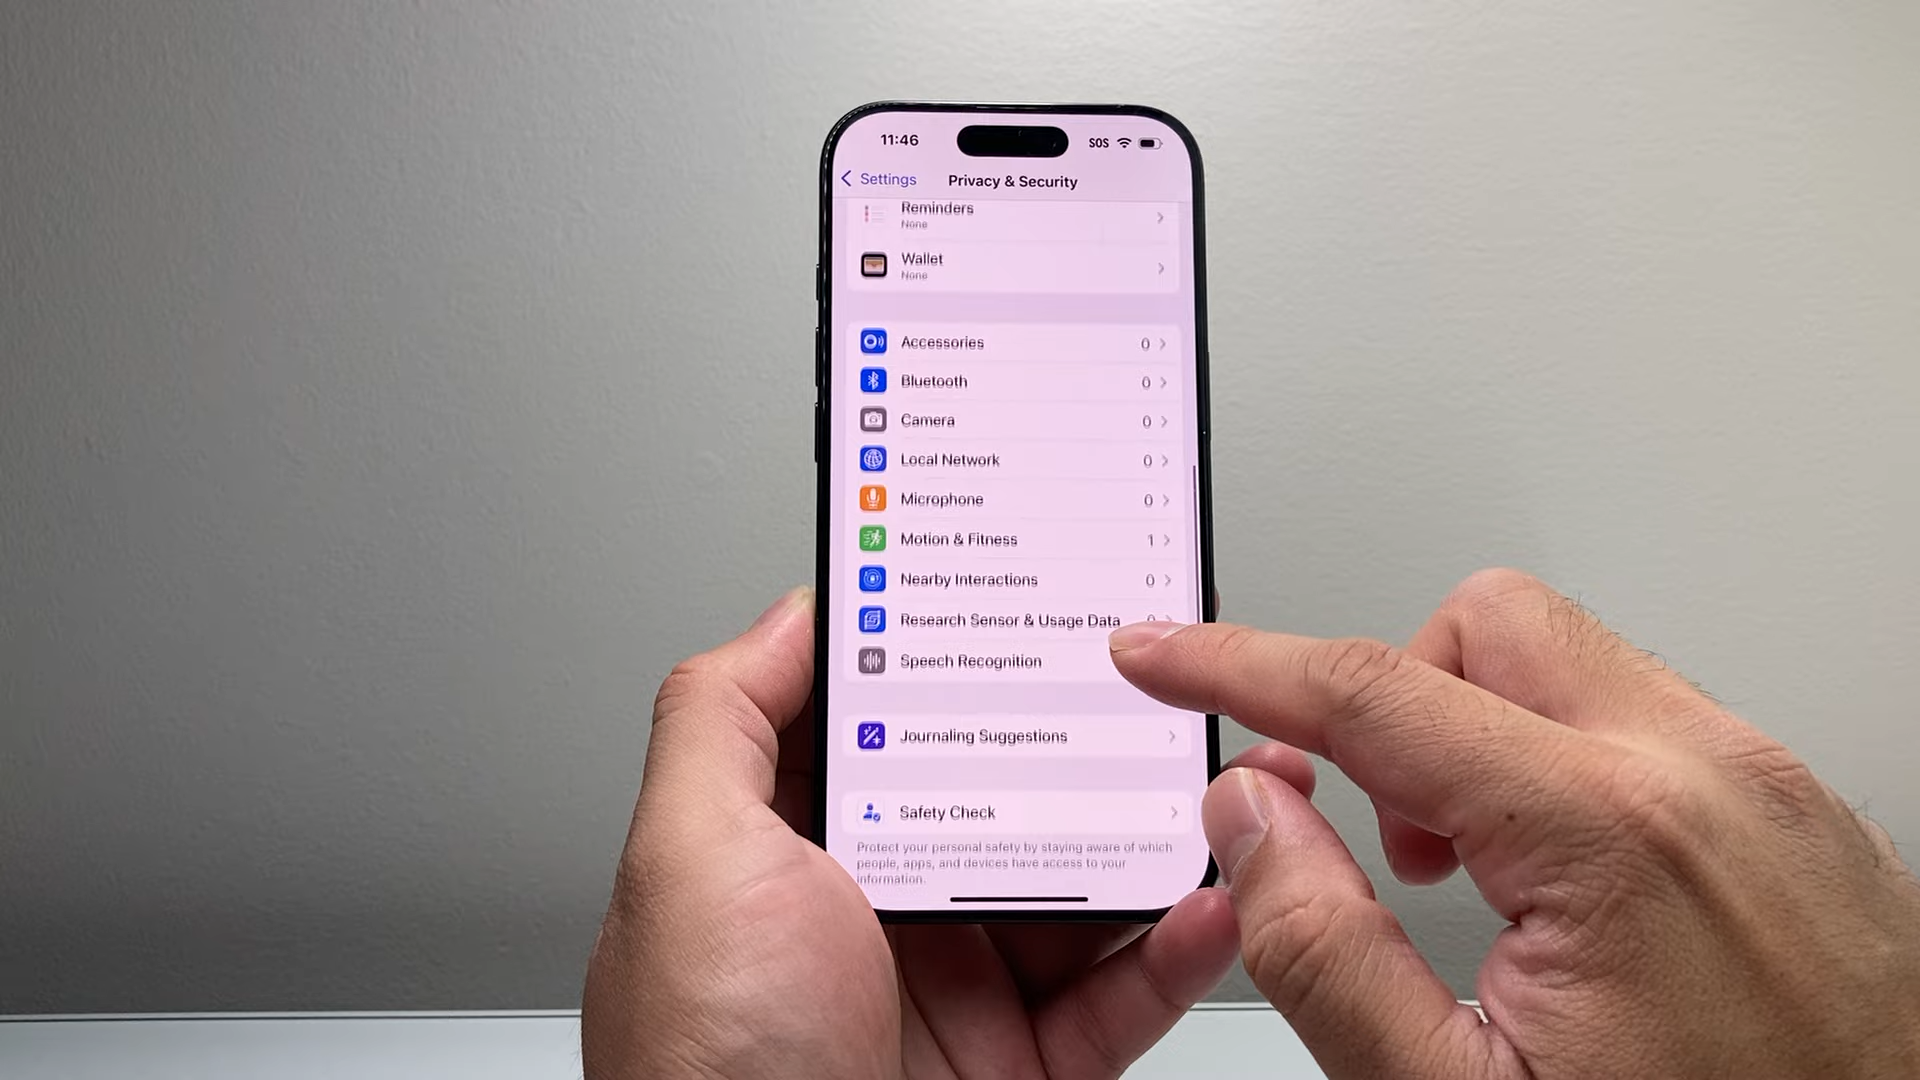 11:46
SOS
Settings
Privacy & Security
Reminders
None
Wallet
None
Accessories 0
Bluetooth 0
Camera 0
Local Network 0
Microphone 0
Motion & Fitness 1
Nearby Interactions 0
Research Sensor & Usage Data 0
Speech Recognition
Journaling Suggestions
Safety Check
Protect your personal safety by staying aware of which
people, apps, and devices have access to your
information.